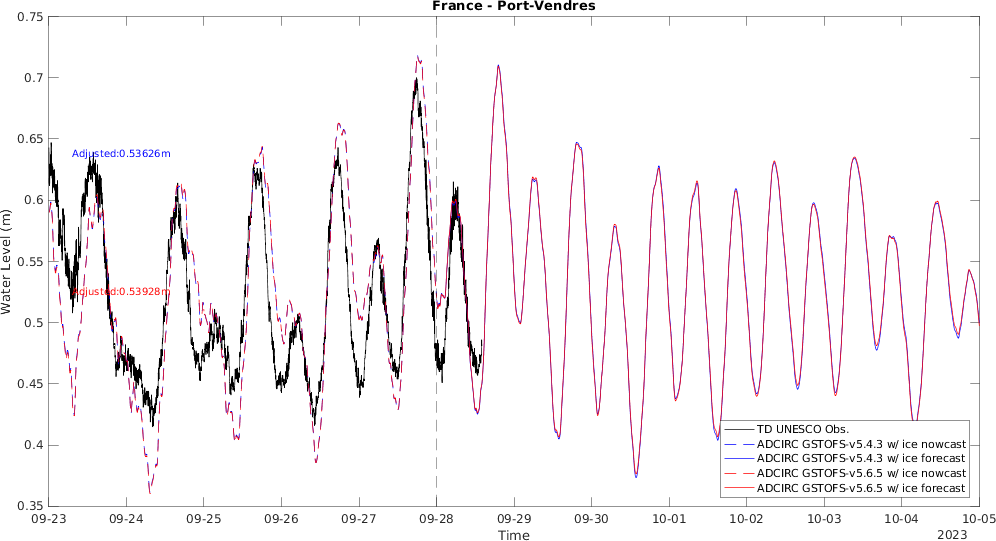 France - Port-Vendres
0.75
0.7
0.65
0.6
0.55
0.5
0.45
0.4
0.35
Water Level (m)
Adjusted:0.53626m
Adjusted:0.53928m
TD UNESCO Obs.
ADCIRC GSTOFS-v5.4.3 w/ ice nowcast
ADCIRC GSTOFS-v5.4.3 w/ ice forecast
ADCIRC GSTOFS-v5.6.5 w/ ice nowcast
ADCIRC GSTOFS-v5.6.5 w/ ice forecast
09-23 09-24 09-25 09-26 09-27 09-28 09-29 09-30 10-01 10-02 10-03 10-04 10-05
Time
2023